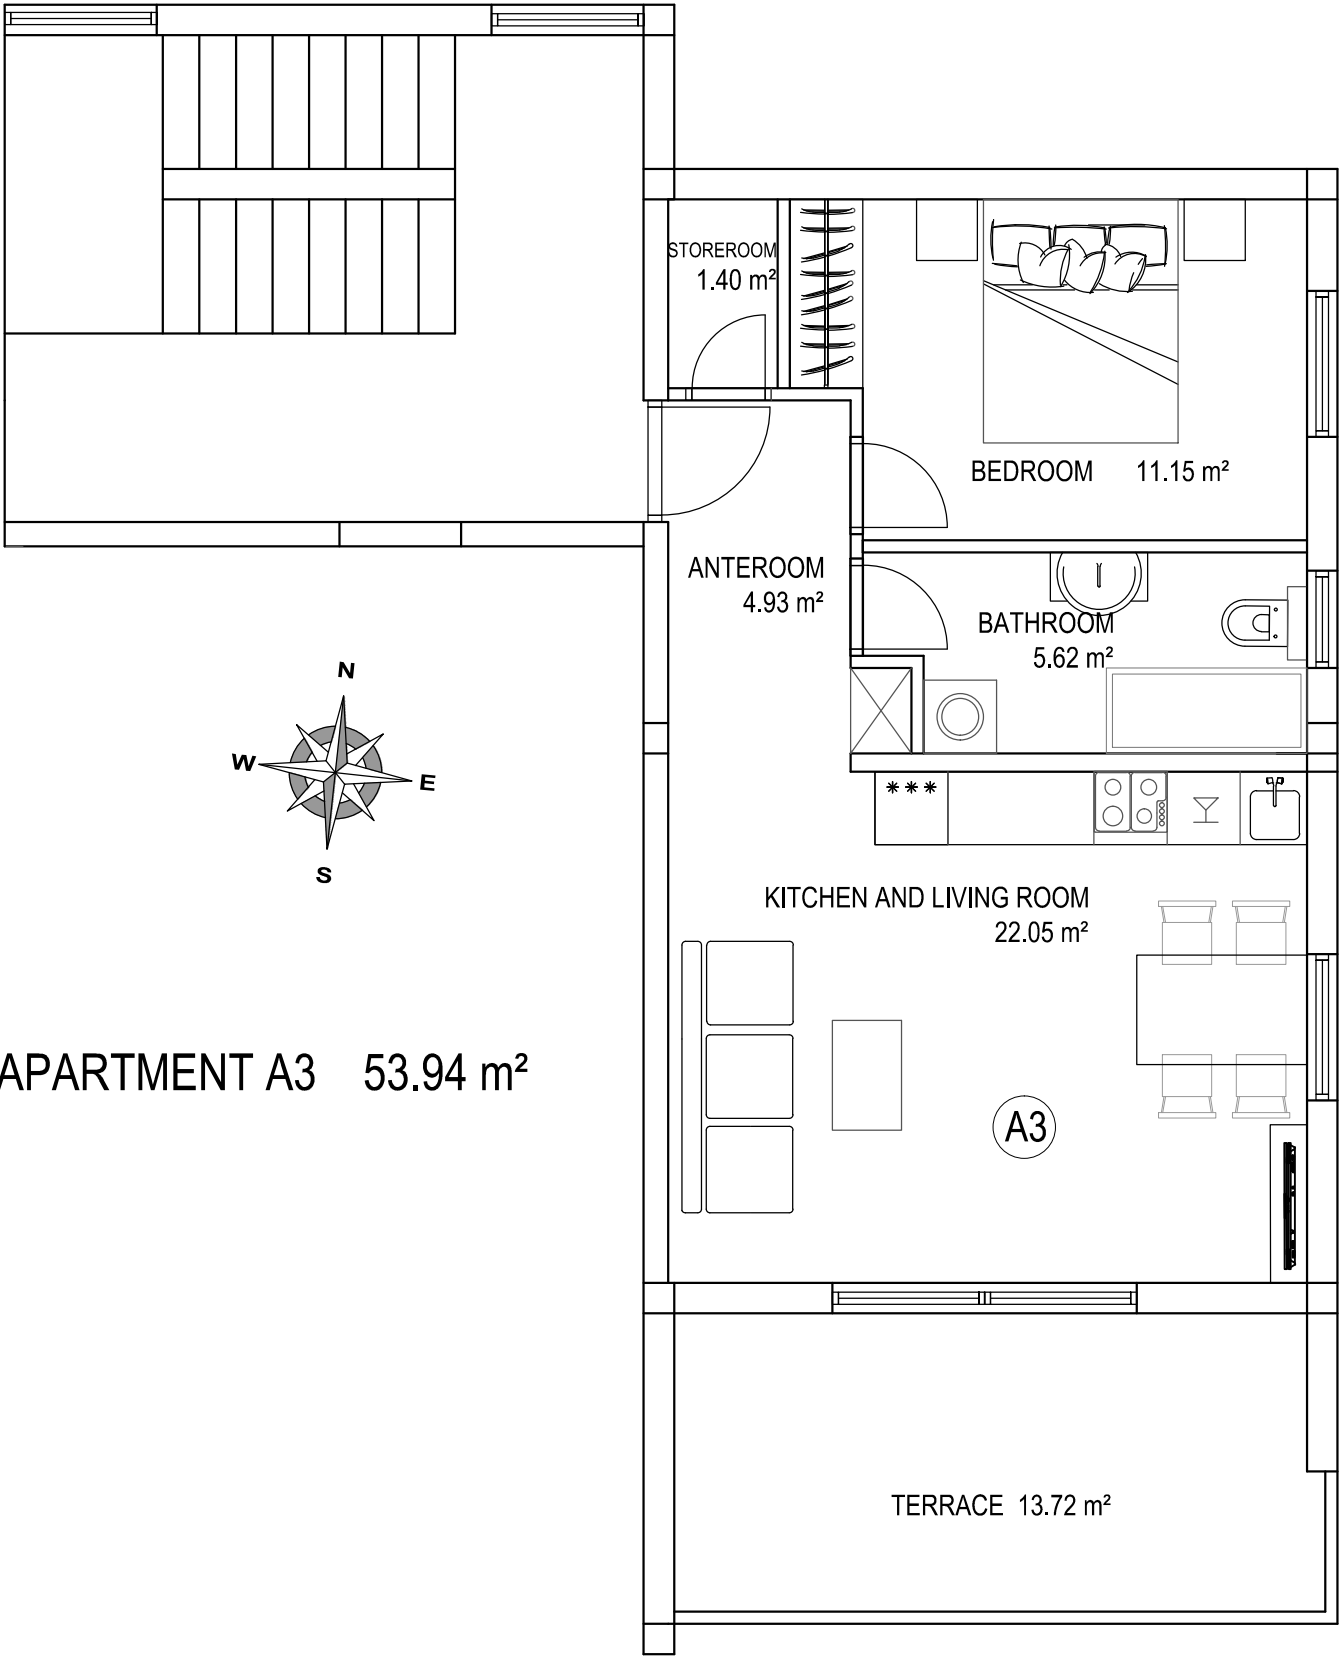 STOREROOM
1.40 m²
BEDROOM 11.15 m²
ANTEROOM
4.93 m²
BATHROOM
5.62 m²
N
W
E
S
KITCHEN AND LIVING ROOM
22.05 m²
APARTMENT A3 53.94 m²
A3
TERRACE 13.72 m²